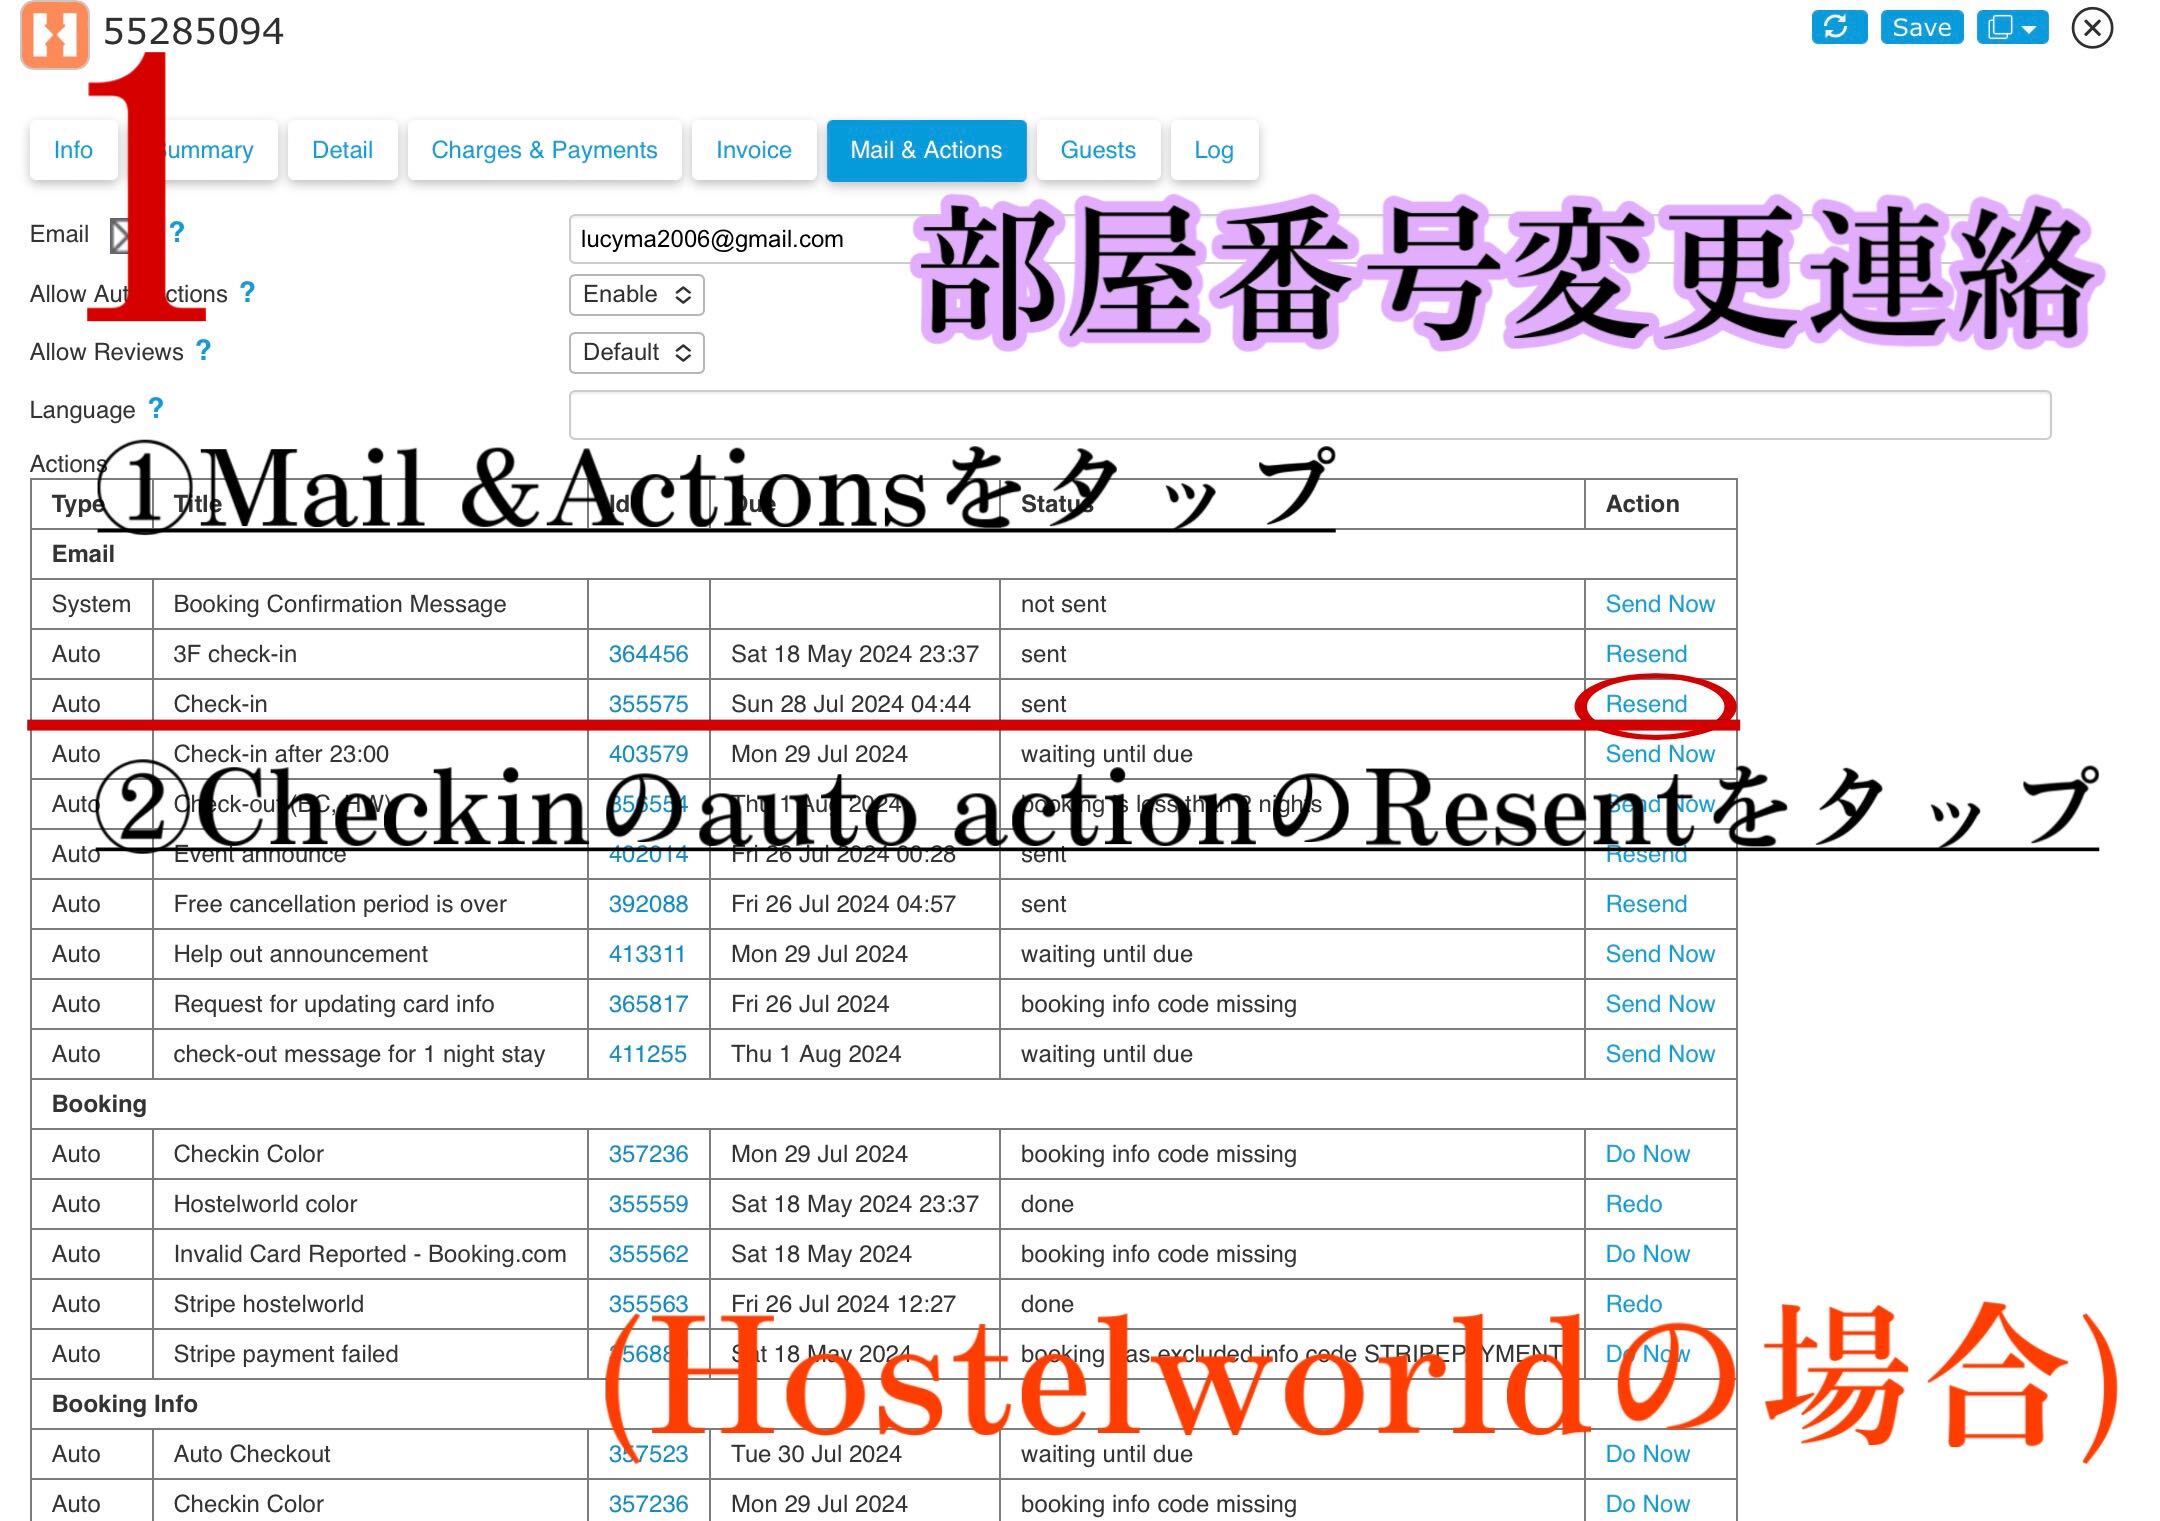 55285094
Save
1
Info
ummary
Detail
Charges & Payments
Invoice
Mail & Actions
Guests
Log
Email ?
lucyma2006@gmail.com
部屋番号変更連絡
Allow Aut ctions ?
Enable
Allow Reviews ?
Default
Language ?
Actions
①Mail &Actionsをタップ
Type Title Id Due Status Action
Email
System Booking Confirmation Message not sent Send Now
Auto 3F check-in 364456 Sat 18 May 2024 23:37 sent Resend
Auto Check-in 355575 Sun 28 Jul 2024 04:44 sent Resend
Auto Check-in after 23:00 403579 Mon 29 Jul 2024 waiting until due Send Now
②Checkinのauto actionのResentをタップ
Auto Check-out (BC, HW) Thu 1 Aug 2024 booking is less than 2 nights Send Now
Auto Event announce 402014 Fri 26 Jul 2024 00:28 sent Resend
Auto Free cancellation period is over 392088 Fri 26 Jul 2024 04:57 sent Resend
Auto Help out announcement 413311 Mon 29 Jul 2024 waiting until due Send Now
Auto Request for updating card info 365817 Fri 26 Jul 2024 booking info code missing Send Now
Auto check-out message for 1 night stay 411255 Thu 1 Aug 2024 waiting until due Send Now
Booking
Auto Checkin Color 357236 Mon 29 Jul 2024 booking info code missing Do Now
Auto Hostelworld color 355559 Sat 18 May 2024 23:37 done Redo
Auto Invalid Card Reported - Booking.com 355562 Sat 18 May 2024 booking info code missing Do Now
Auto Stripe hostelworld 355563 Fri 26 Jul 2024 12:27 done Redo
Auto Stripe payment failed Sat 18 May 2024 booking has excluded info code STRIPEPAYMENT Do Now
(Hostelworldの場合)
Booking Info
Auto Auto Checkout 357523 Tue 30 Jul 2024 waiting until due Do Now
Auto Checkin Color 357236 Mon 29 Jul 2024 booking info code missing Do Now